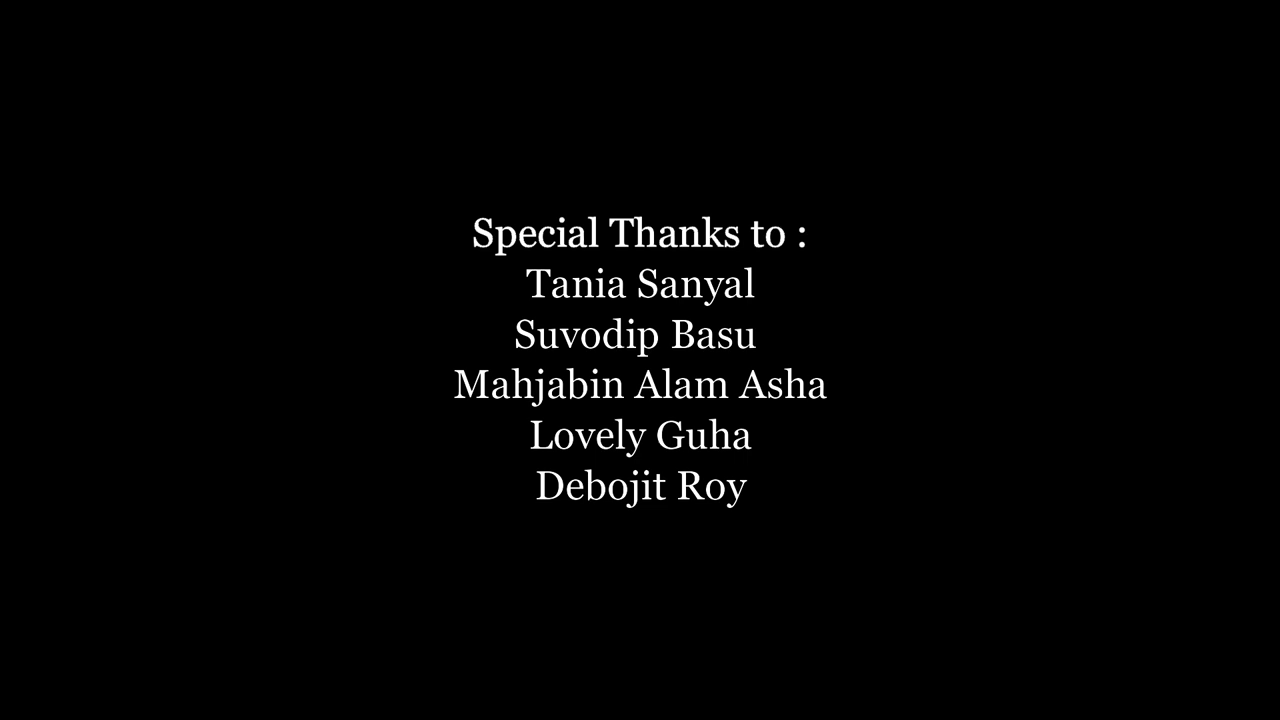 Special Thanks to :
Tania Sanyal
Suvodip Basu
Mahjabin Alam Asha
Lovely Guha
Debojit Roy